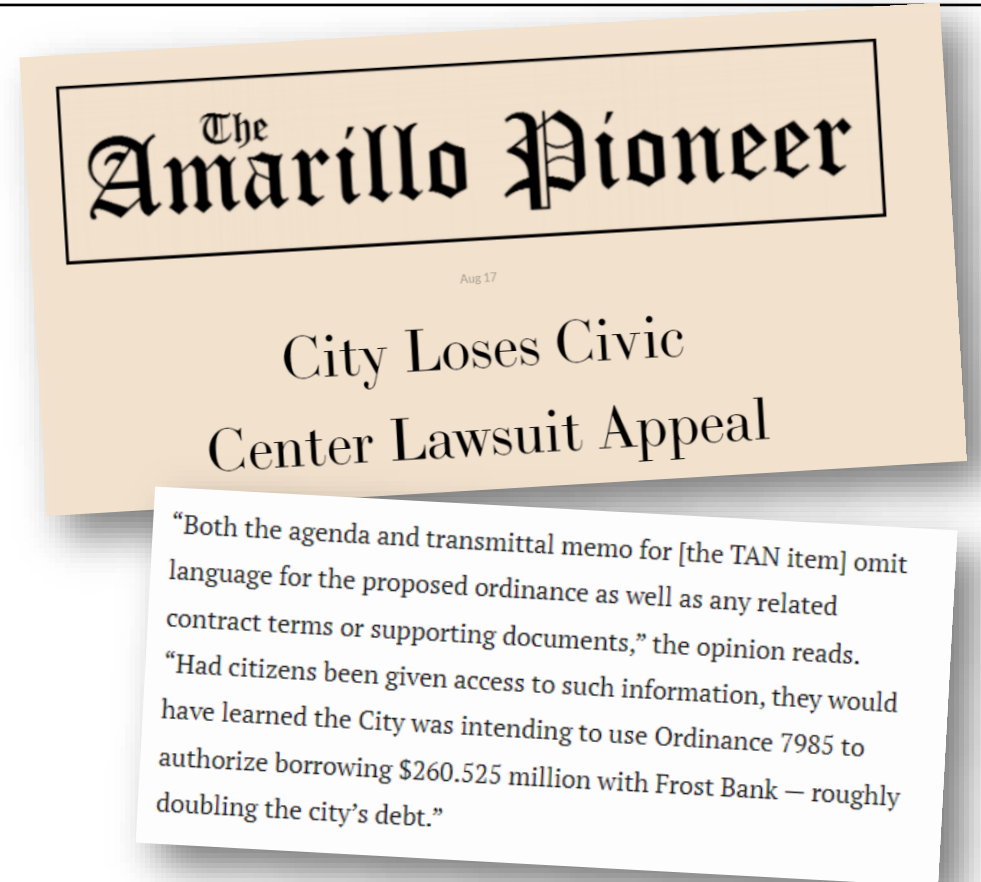 The
Amarillo Pioneer
Aug 17
City Loses Civic
Center Lawsuit Appeal
“Both the agenda and transmittal memo for [the TAN item] omit
language for the proposed ordinance as well as any related
contract terms or supporting documents,” the opinion reads.
“Had citizens been given access to such information, they would
have learned the City was intending to use Ordinance 7985 to
authorize borrowing $260.525 million with Frost Bank — roughly
doubling the city’s debt.”